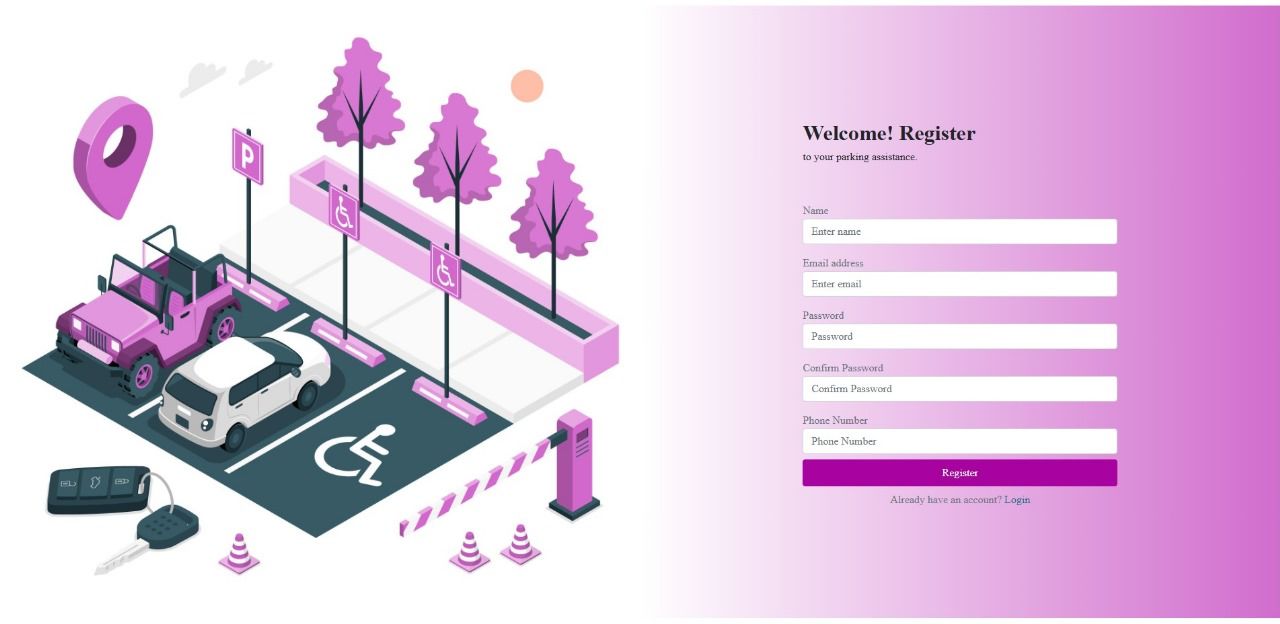 P
Welcome! Register
to your parking assistance.
Name
Enter name
Email address
Enter email
Password
Password
Confirm Password
Confirm Password
Phone Number
Phone Number
Register
Already have an account? Login